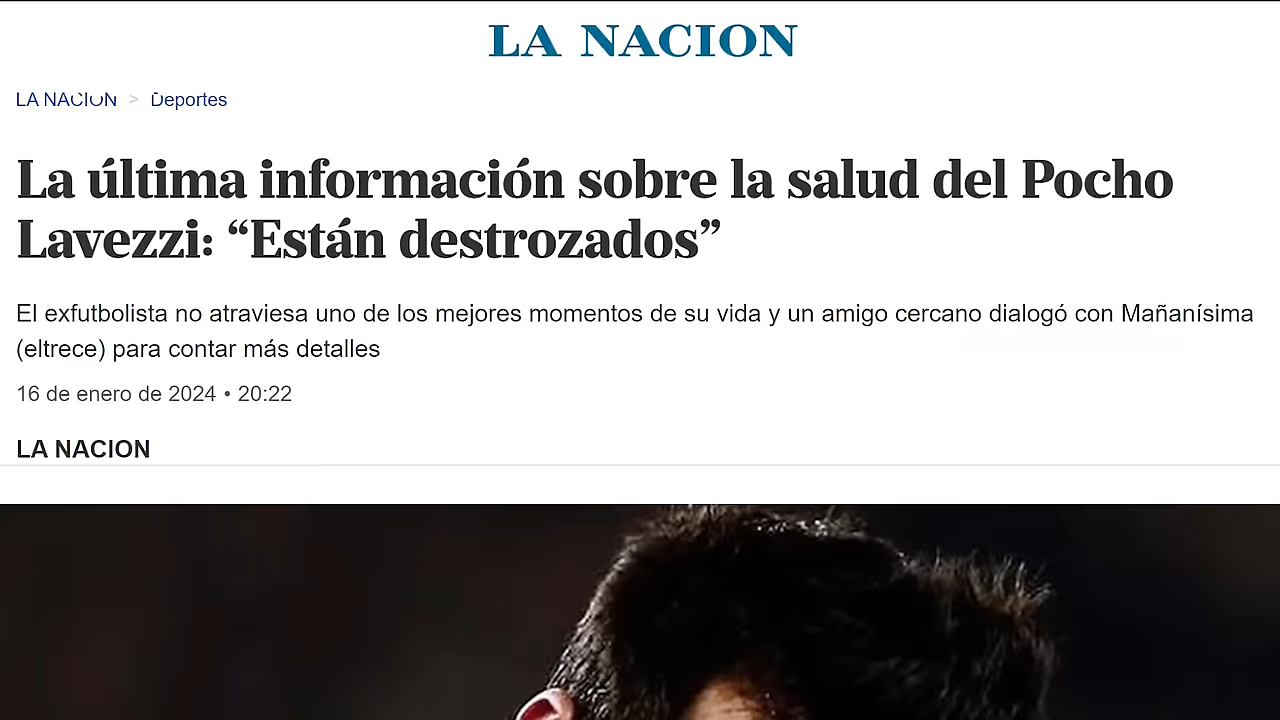 LA NACION
LA NACION > Deportes
La última información sobre la salud del Pocho
Lavezzi: “Están destrozados”
El exfutbolista no atraviesa uno de los mejores momentos de su vida y un amigo cercano dialogó con Mañanísima
(eltrece) para contar más detalles
16 de enero de 2024 • 20:22
LA NACION